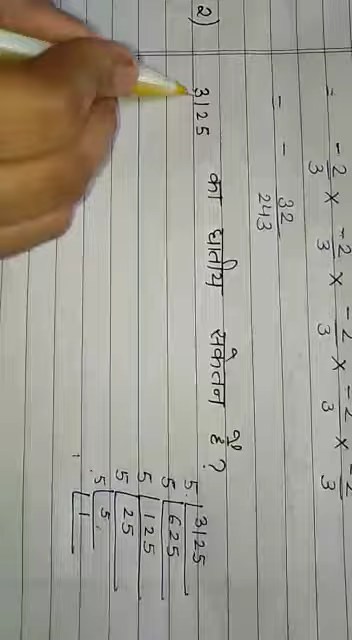 = -2/3 × -2/3 × -2/3 × -2/3 × -2/3
= - 32/243
2) 3125 का घातीय संकेतन है ?
5 | 3125
5 | 625
5 | 125
5 | 25
5 | 5
1